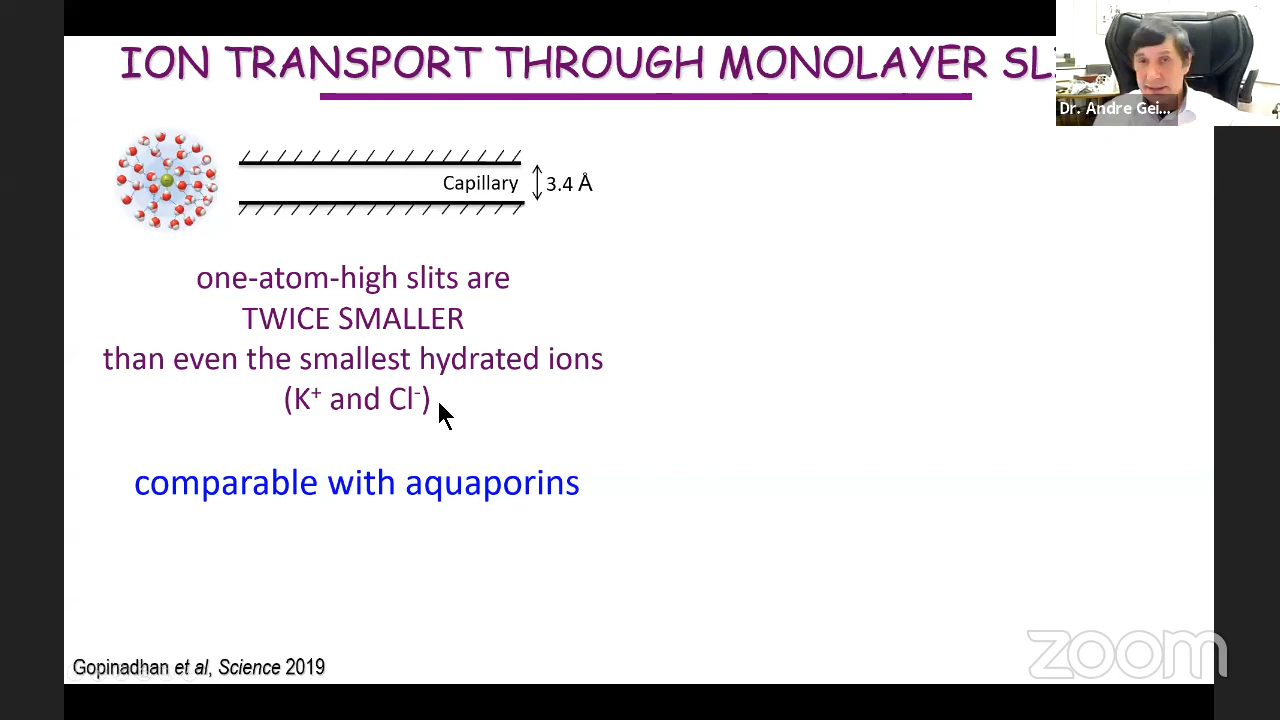 ION TRANSPORT THROUGH MONOLAYER
Dr. Andre Gei...
Capillary
3.4 Å
one-atom-high slits are
TWICE SMALLER
than even the smallest hydrated ions
(K⁺ and Cl⁻)
comparable with aquaporins
Gopinadhan et al, Science 2019
zoom